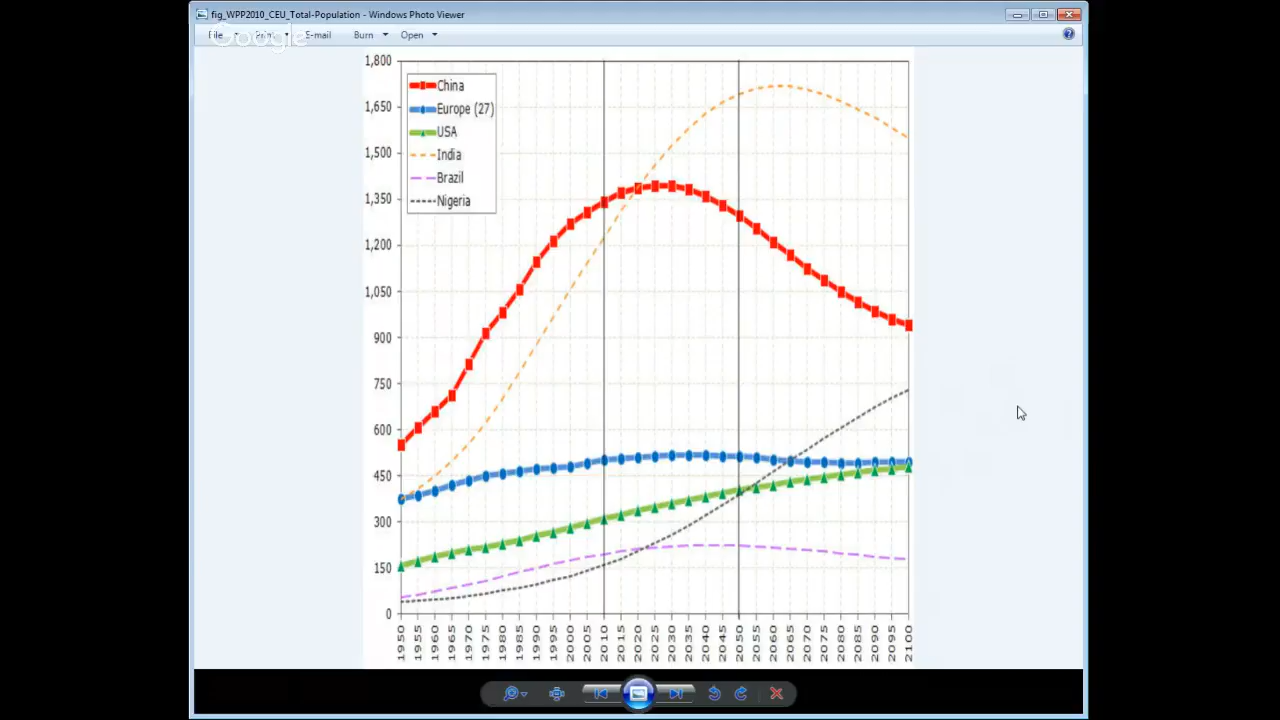 fig_WPP2010_CEU_Total-Population - Windows Photo Viewer
File Print E-mail Burn Open
Google
1,800
1,650
1,500
1,350
1,200
1,050
900
750
600
450
300
150
0
China
Europe (27)
USA
India
Brazil
Nigeria
1950 1955 1960 1965 1970 1975 1980 1985 1990 1995 2000 2005 2010 2015 2020 2025 2030 2035 2040 2045 2050 2055 2060 2065 2070 2075 2080 2085 2090 2095 2100